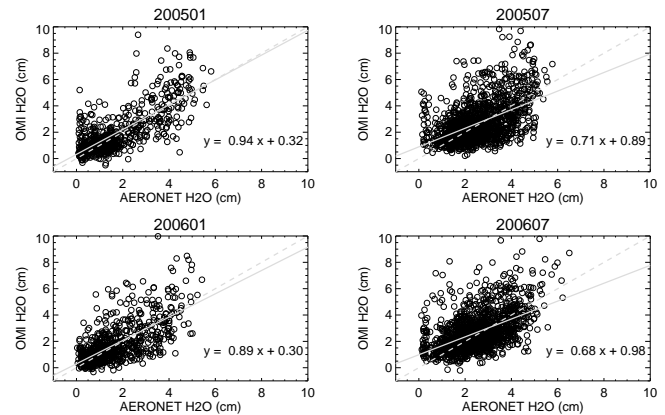 200501
10
8
6
4
2
0
OMI H2O (cm)
y = 0.94 x + 0.32
0 2 4 6 8 10
AERONET H2O (cm)
200507
10
8
6
4
2
0
OMI H2O (cm)
y = 0.71 x + 0.89
0 2 4 6 8 10
AERONET H2O (cm)
200601
10
8
6
4
2
0
OMI H2O (cm)
y = 0.89 x + 0.30
0 2 4 6 8 10
AERONET H2O (cm)
200607
10
8
6
4
2
0
OMI H2O (cm)
y = 0.68 x + 0.98
0 2 4 6 8 10
AERONET H2O (cm)